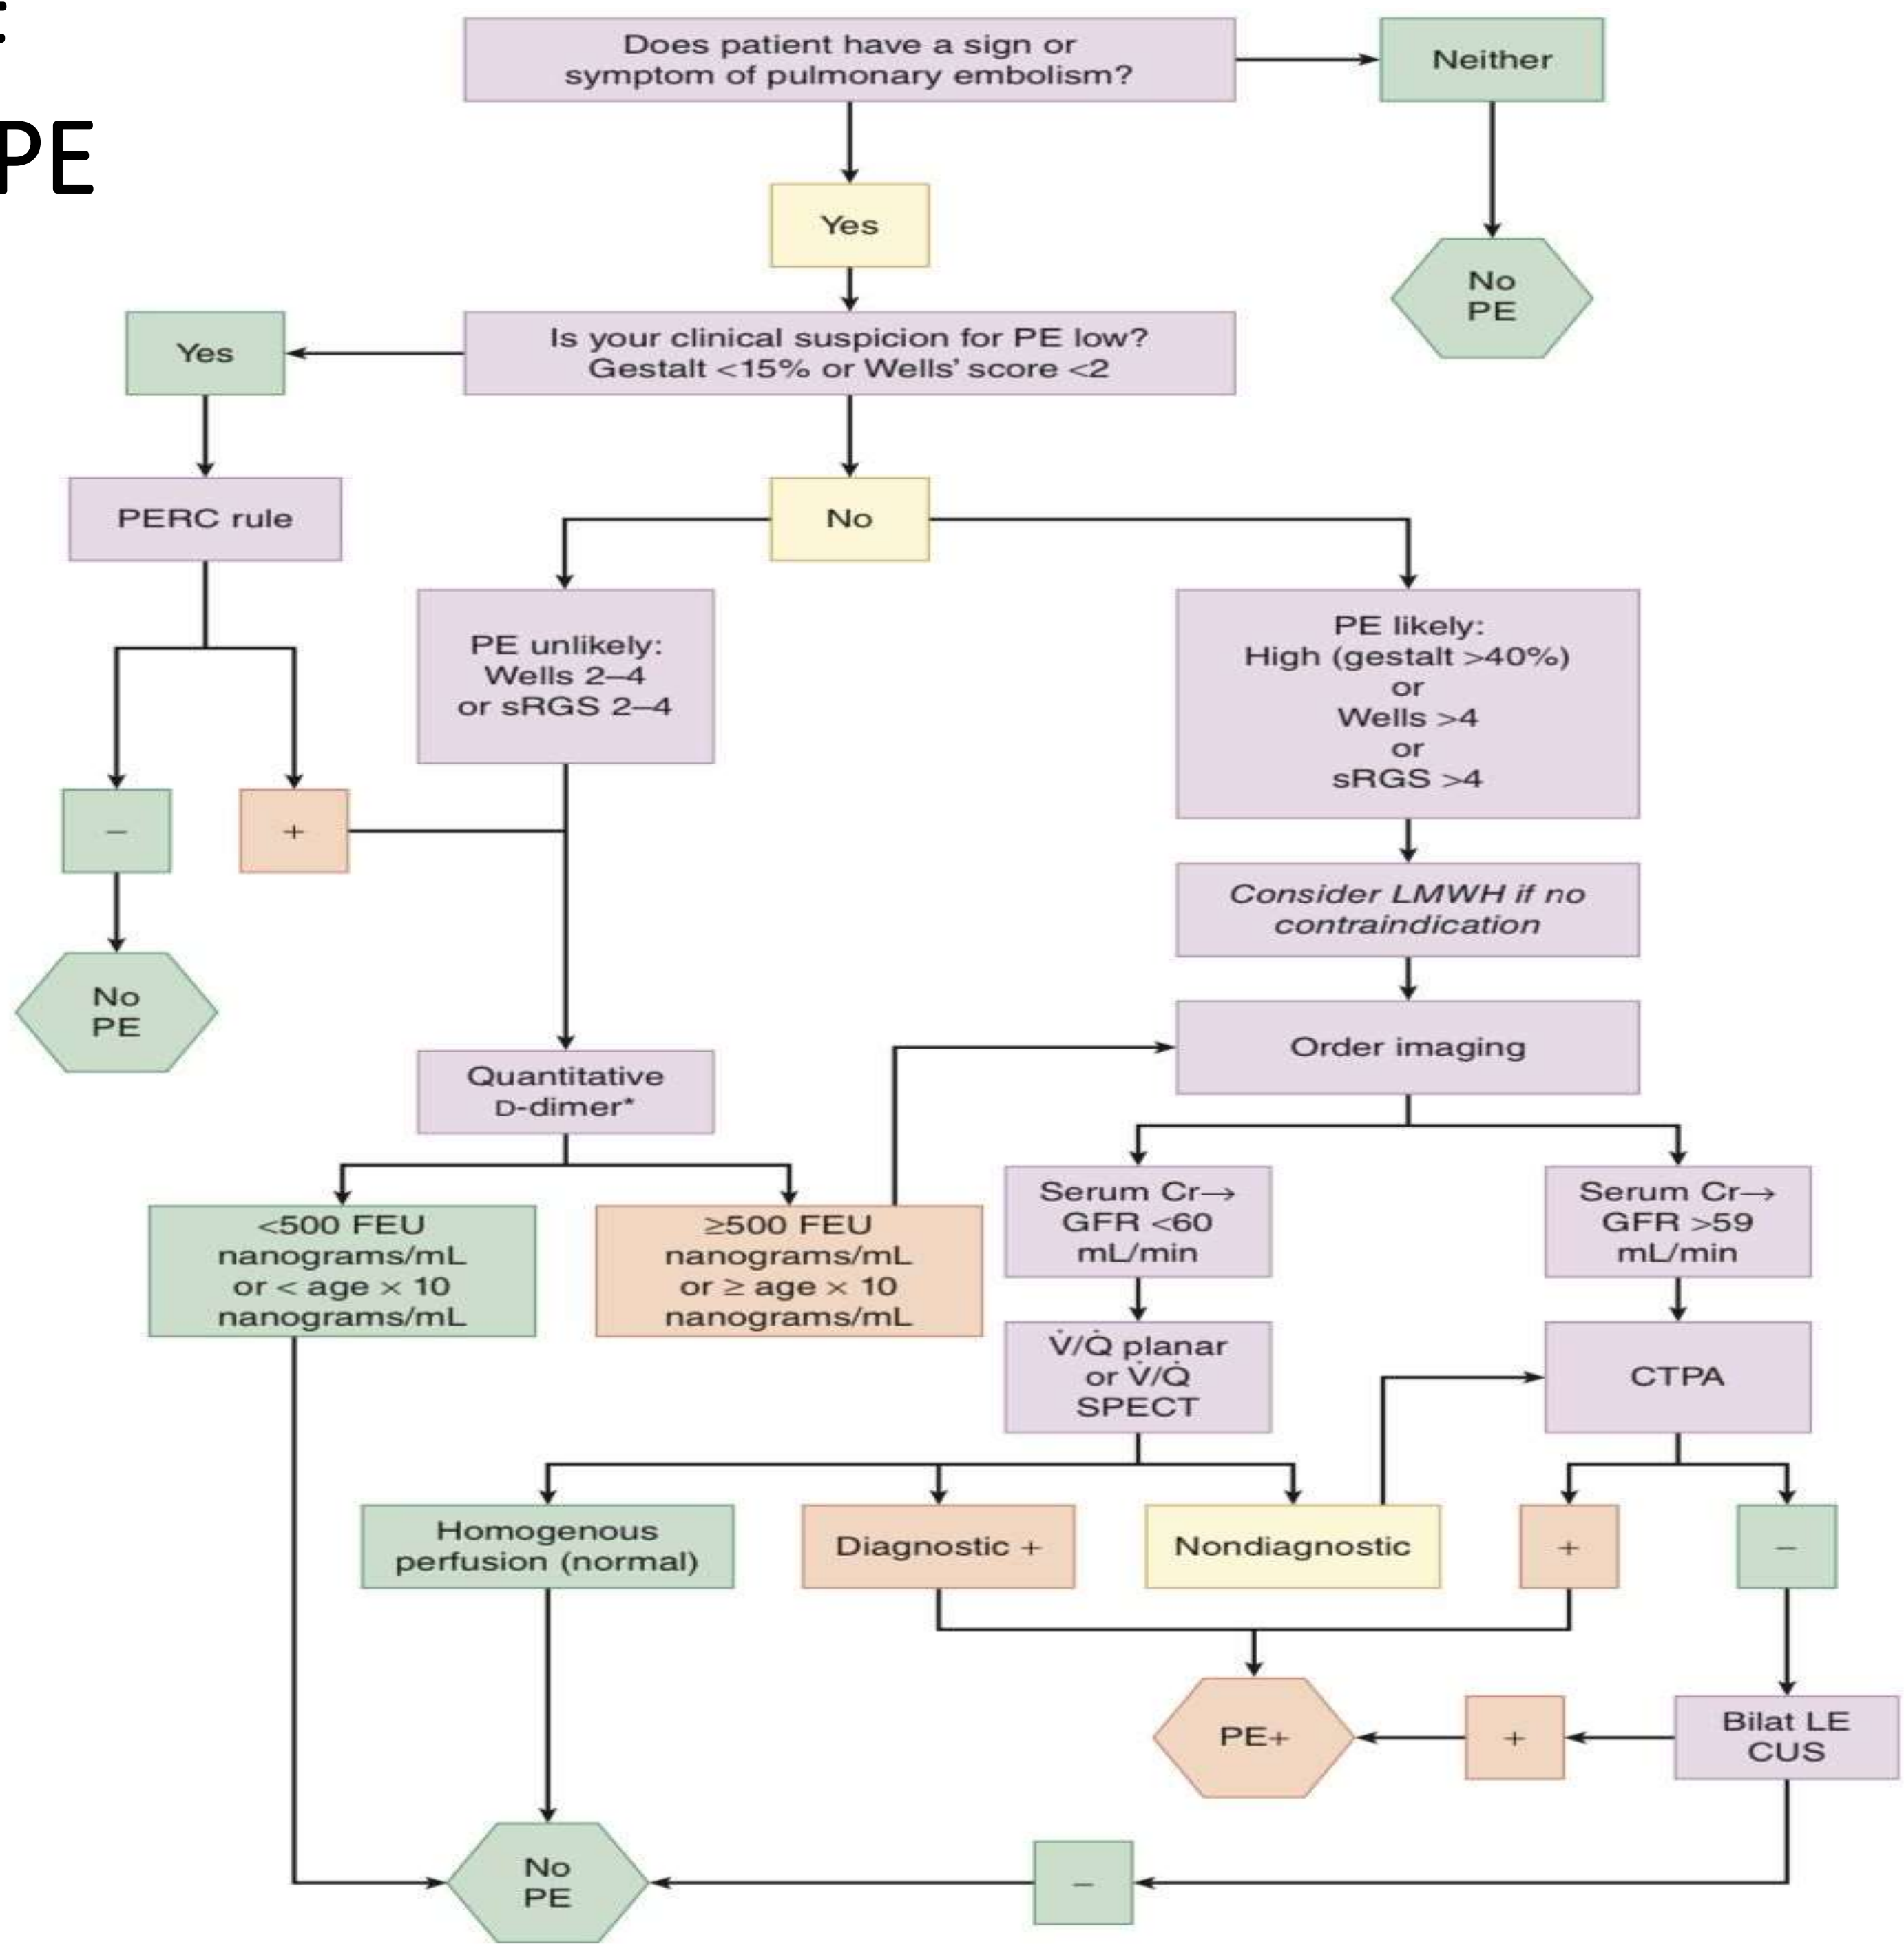 PE
Does patient have a sign or
symptom of pulmonary embolism?
Neither
Yes
No
PE
Is your clinical suspicion for PE low?
Gestalt <15% or Wells’ score <2
Yes
PERC rule
No
PE unlikely:
Wells 2–4
or sRGS 2–4
PE likely:
High (gestalt >40%)
or
Wells >4
or
sRGS >4
–
+
Consider LMWH if no
contraindication
No
PE
Order imaging
Quantitative
D-dimer*
<500 FEU
nanograms/mL
or < age × 10
nanograms/mL
≥500 FEU
nanograms/mL
or ≥ age × 10
nanograms/mL
Serum Cr→
GFR <60
mL/min
Serum Cr→
GFR >59
mL/min
V̇/Q̇ planar
or V̇/Q̇
SPECT
CTPA
Homogenous
perfusion (normal)
Diagnostic +
Nondiagnostic
+
–
PE+
+
Bilat LE
CUS
No
PE
–